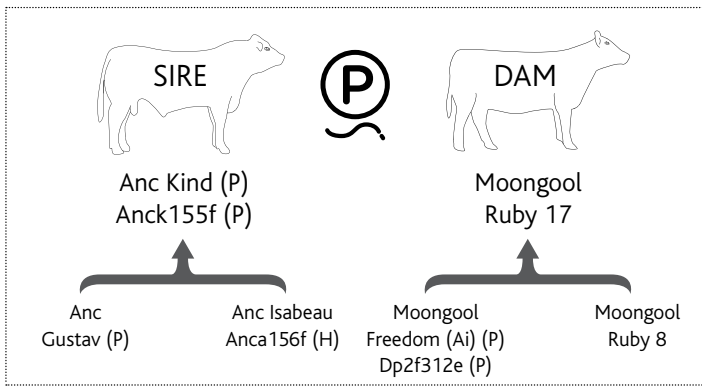 SIRE
P
DAM
Anc Kind (P)
Anck155f (P)
Moongool
Ruby 17
Anc
Gustav (P)
Anc Isabeau
Anca156f (H)
Moongool
Freedom (Ai) (P)
Dp2f312e (P)
Moongool
Ruby 8